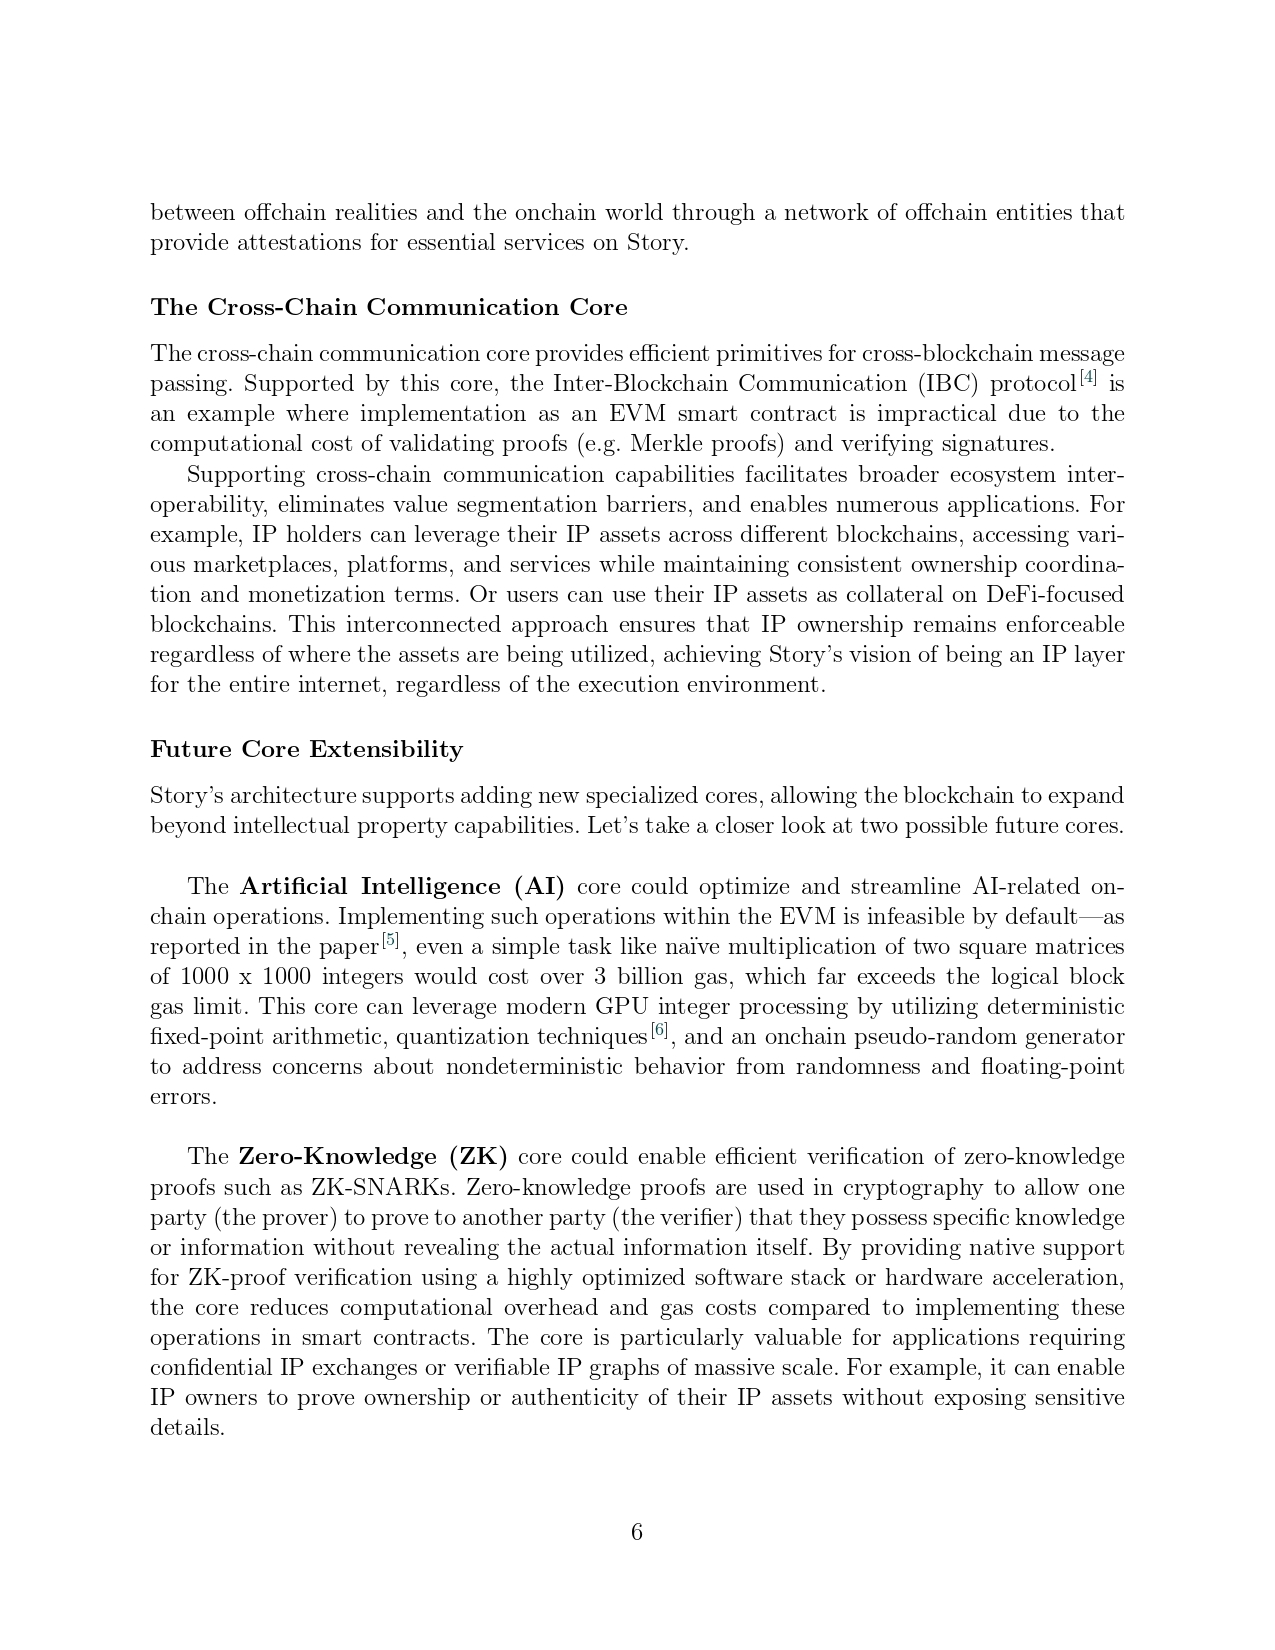 between offchain realities and the onchain world through a network of offchain entities that
provide attestations for essential services on Story.
The Cross-Chain Communication Core
The cross-chain communication core provides efficient primitives for cross-blockchain message
passing. Supported by this core, the Inter-Blockchain Communication (IBC) protocol[4] is
an example where implementation as an EVM smart contract is impractical due to the
computational cost of validating proofs (e.g. Merkle proofs) and verifying signatures.
Supporting cross-chain communication capabilities facilitates broader ecosystem inter-
operability, eliminates value segmentation barriers, and enables numerous applications. For
example, IP holders can leverage their IP assets across different blockchains, accessing vari-
ous marketplaces, platforms, and services while maintaining consistent ownership coordina-
tion and monetization terms. Or users can use their IP assets as collateral on DeFi-focused
blockchains. This interconnected approach ensures that IP ownership remains enforceable
regardless of where the assets are being utilized, achieving Story's vision of being an IP layer
for the entire internet, regardless of the execution environment.
Future Core Extensibility
Story's architecture supports adding new specialized cores, allowing the blockchain to expand
beyond intellectual property capabilities. Let's take a closer look at two possible future cores.
The Artificial Intelligence (AI) core could optimize and streamline AI-related on-
chain operations. Implementing such operations within the EVM is infeasible by default—as
reported in the paper[5], even a simple task like naïve multiplication of two square matrices
of 1000 x 1000 integers would cost over 3 billion gas, which far exceeds the logical block
gas limit. This core can leverage modern GPU integer processing by utilizing deterministic
fixed-point arithmetic, quantization techniques[6], and an onchain pseudo-random generator
to address concerns about nondeterministic behavior from randomness and floating-point
errors.
The Zero-Knowledge (ZK) core could enable efficient verification of zero-knowledge
proofs such as ZK-SNARKs. Zero-knowledge proofs are used in cryptography to allow one
party (the prover) to prove to another party (the verifier) that they possess specific knowledge
or information without revealing the actual information itself. By providing native support
for ZK-proof verification using a highly optimized software stack or hardware acceleration,
the core reduces computational overhead and gas costs compared to implementing these
operations in smart contracts. The core is particularly valuable for applications requiring
confidential IP exchanges or verifiable IP graphs of massive scale. For example, it can enable
IP owners to prove ownership or authenticity of their IP assets without exposing sensitive
details.
6